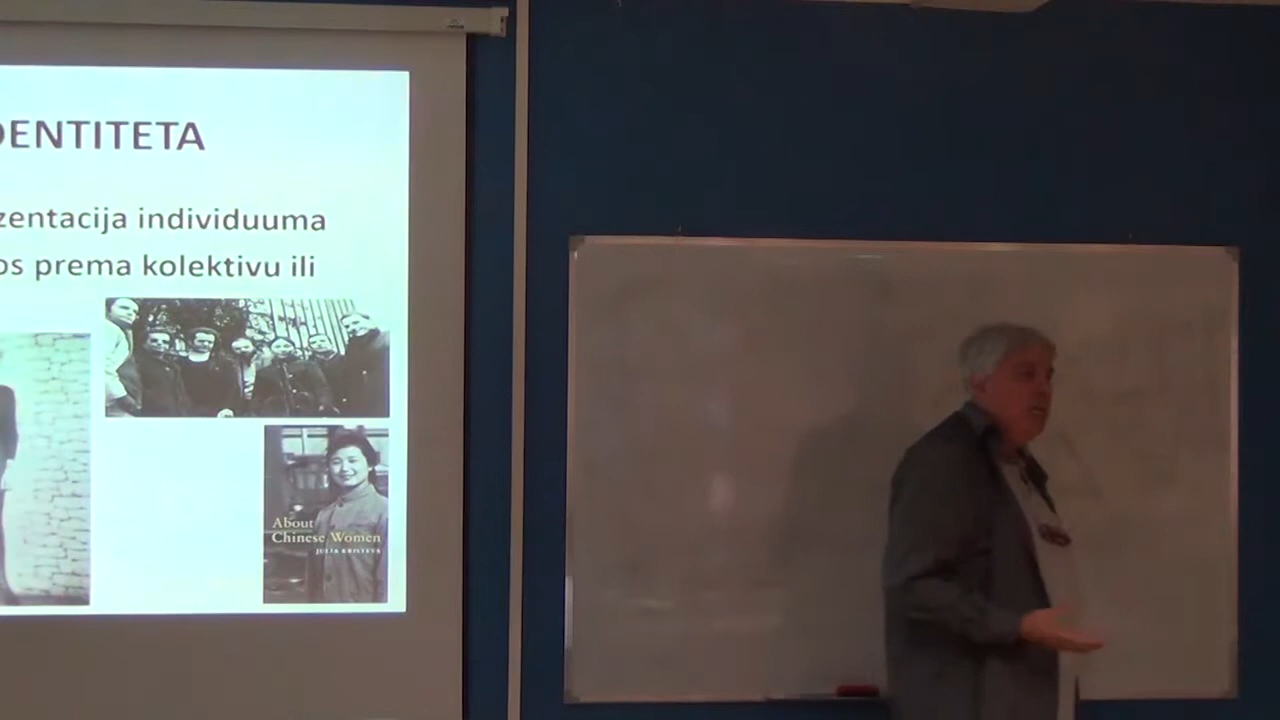 DENTITETA
zentacija individuuma
os prema kolektivu ili
About
Chinese Women
JULIA KRISTEVA